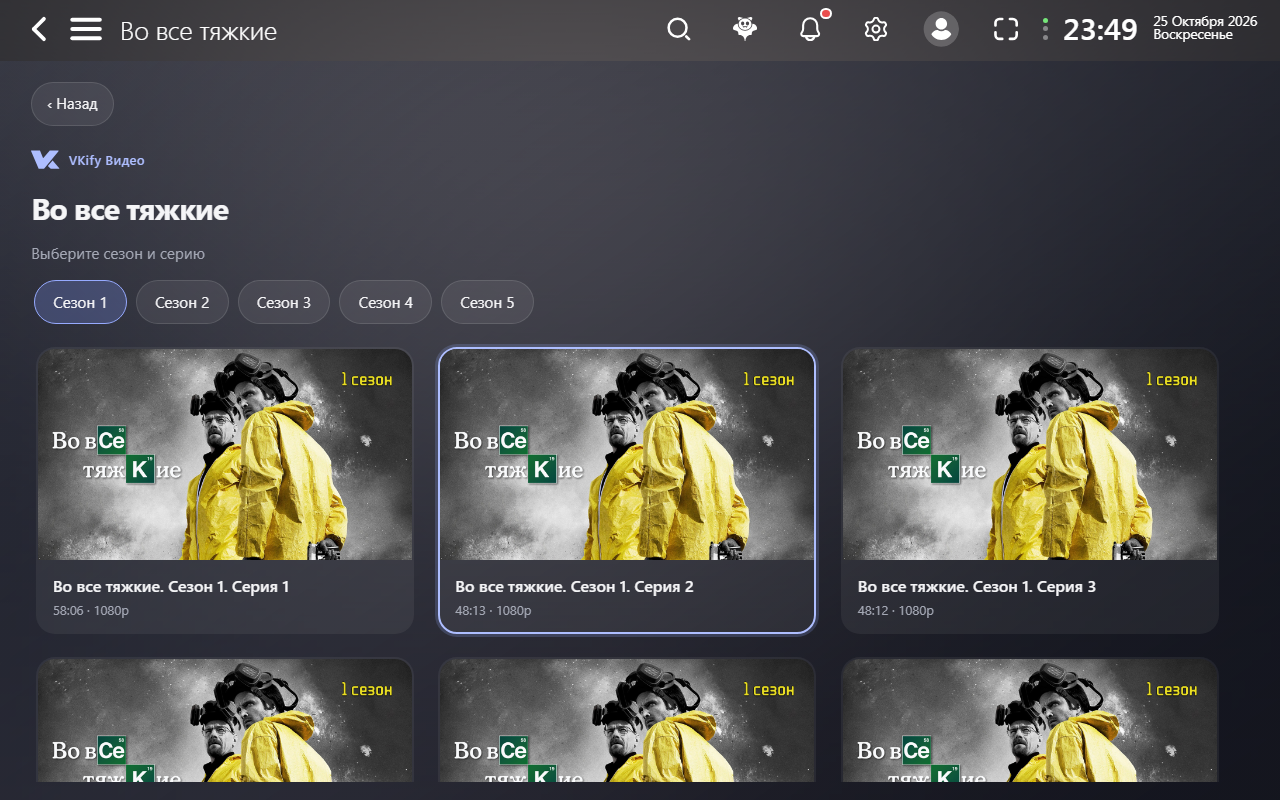 Во все тяжкие
23:49
25 Октября 2026
Воскресенье
‹ Назад
VKify Видео
Во все тяжкие
Выберите сезон и серию
Сезон 1 Сезон 2 Сезон 3 Сезон 4 Сезон 5
1 сезон
Во вСе
тяжКие
1 сезон
Во вСе
тяжКие
1 сезон
Во вСе
тяжКие
Во все тяжкие. Сезон 1. Серия 1
58:06 · 1080p
Во все тяжкие. Сезон 1. Серия 2
48:13 · 1080p
Во все тяжкие. Сезон 1. Серия 3
48:12 · 1080p
1 сезон
Во вСе
тяжКие
1 сезон
Во вСе
тяжКие
1 сезон
Во вСе
тяжКие